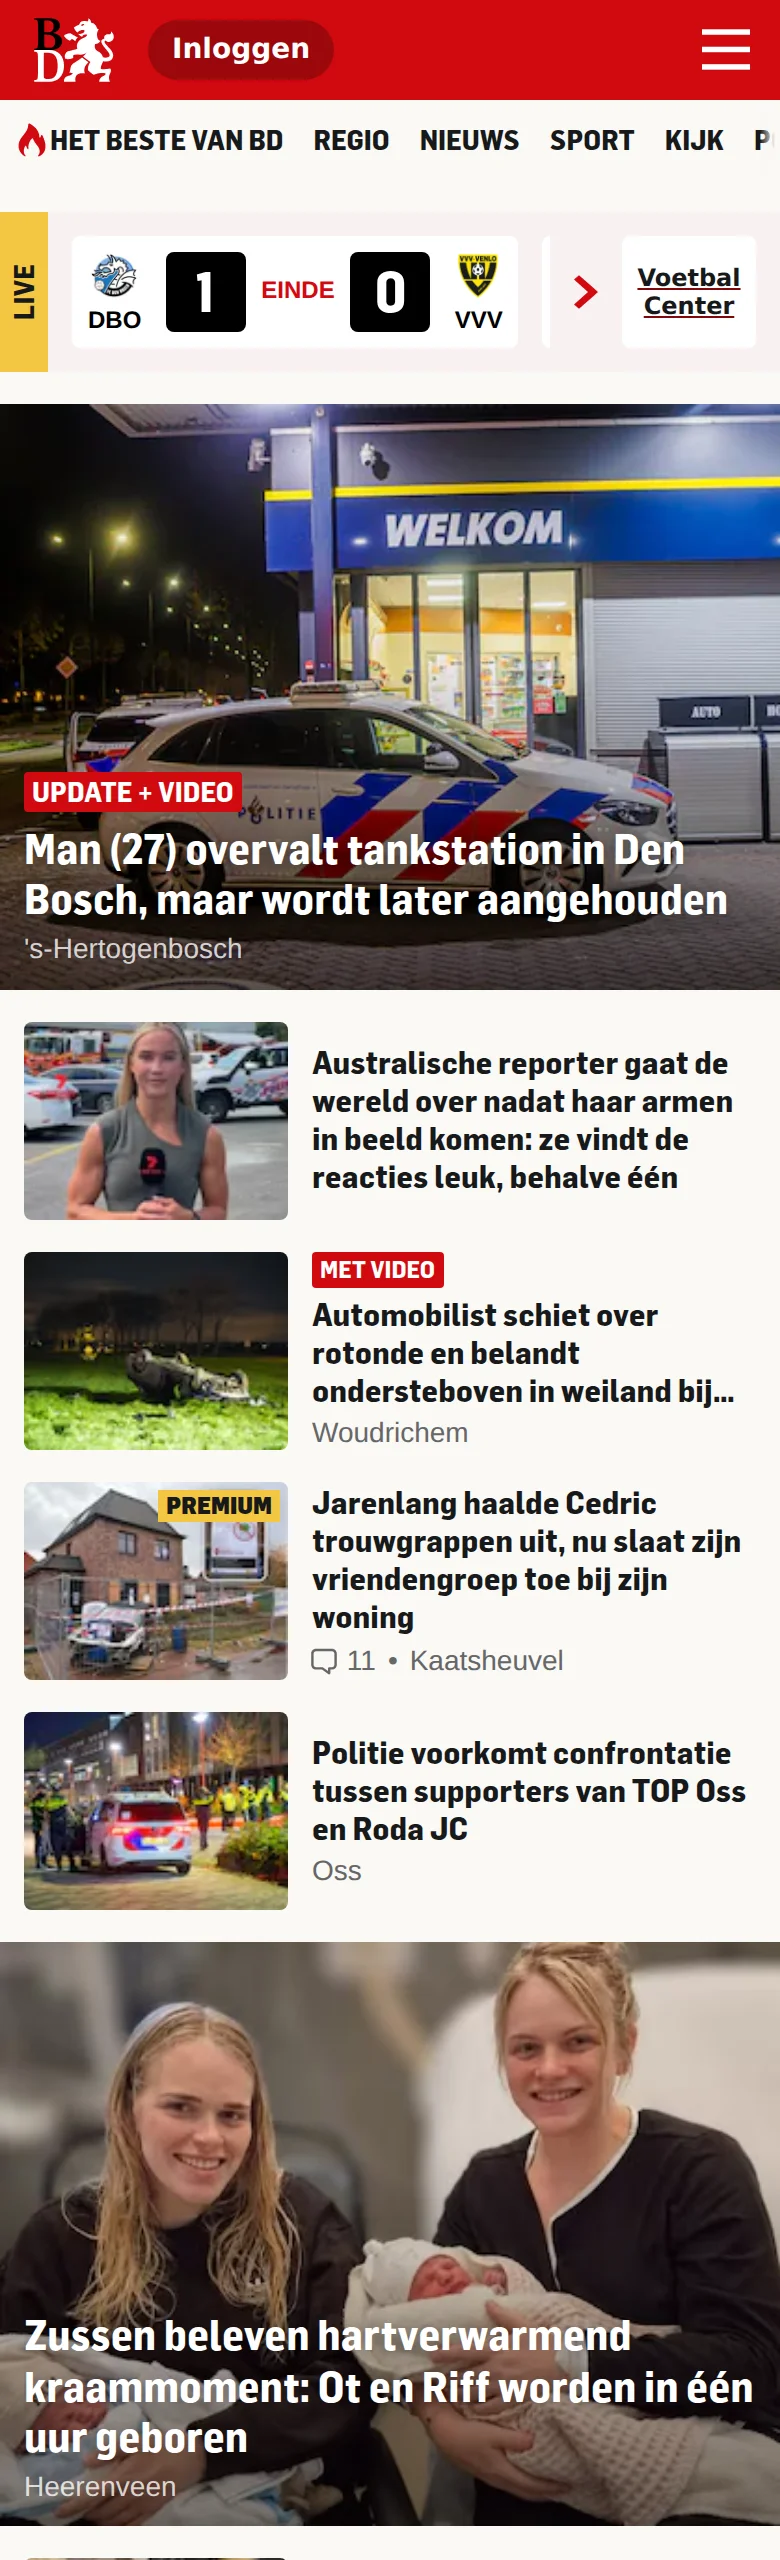 BD
Inloggen
HET BESTE VAN BD REGIO NIEUWS SPORT KIJK
LIVE
1 EINDE 0
DBO VVV
VVV VENLO
Voetbal
Center
WELKOM
AUTO
POLITIE
UPDATE + VIDEO
Man (27) overvalt tankstation in Den
Bosch, maar wordt later aangehouden
's-Hertogenbosch
Australische reporter gaat de
wereld over nadat haar armen
in beeld komen: ze vindt de
reacties leuk, behalve één
MET VIDEO
Automobilist schiet over
rotonde en belandt
ondersteboven in weiland bij...
Woudrichem
PREMIUM
Jarenlang haalde Cedric
trouwgrappen uit, nu slaat zijn
vriendengroep toe bij zijn
woning
11 • Kaatsheuvel
Politie voorkomt confrontatie
tussen supporters van TOP Oss
en Roda JC
Oss
Zussen beleven hartverwarmend
kraammoment: Ot en Riff worden in één
uur geboren
Heerenveen